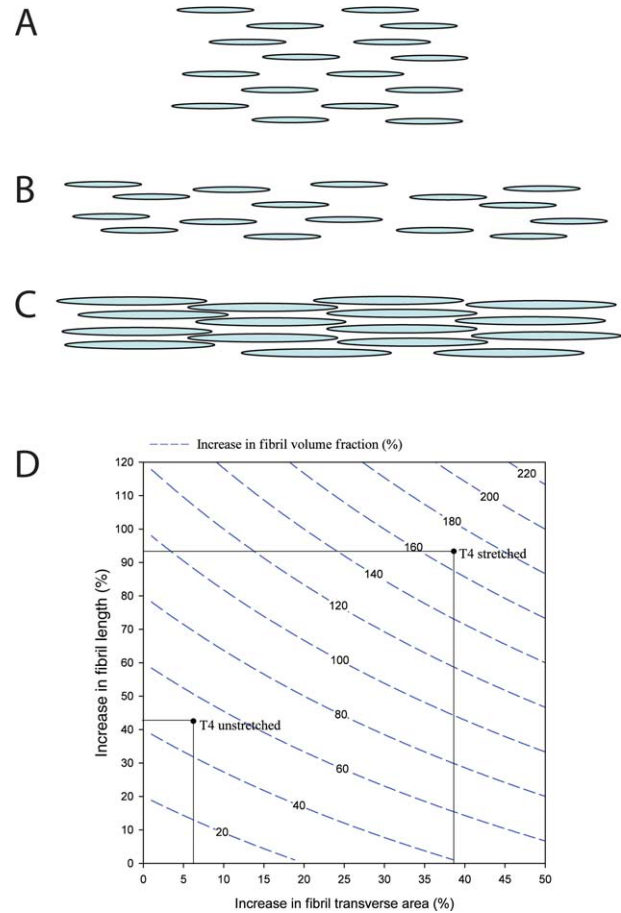 A
B
C
D
Increase in fibril volume fraction (%)
120
110
100
90
80
70
60
50
40
30
20
10
0
Increase in fibril length (%)
220
200
180
160
T4 stretched
140
120
100
80
T4 unstretched
60
40
20
0 5 10 15 20 25 30 35 40 45 50
Increase in fibril transverse area (%)